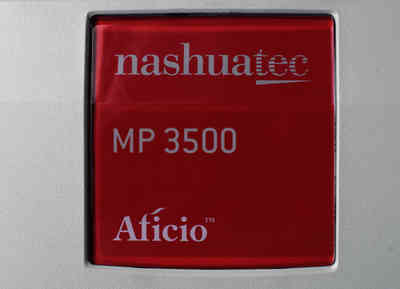 nashuatec
MP 3500
Aficio™